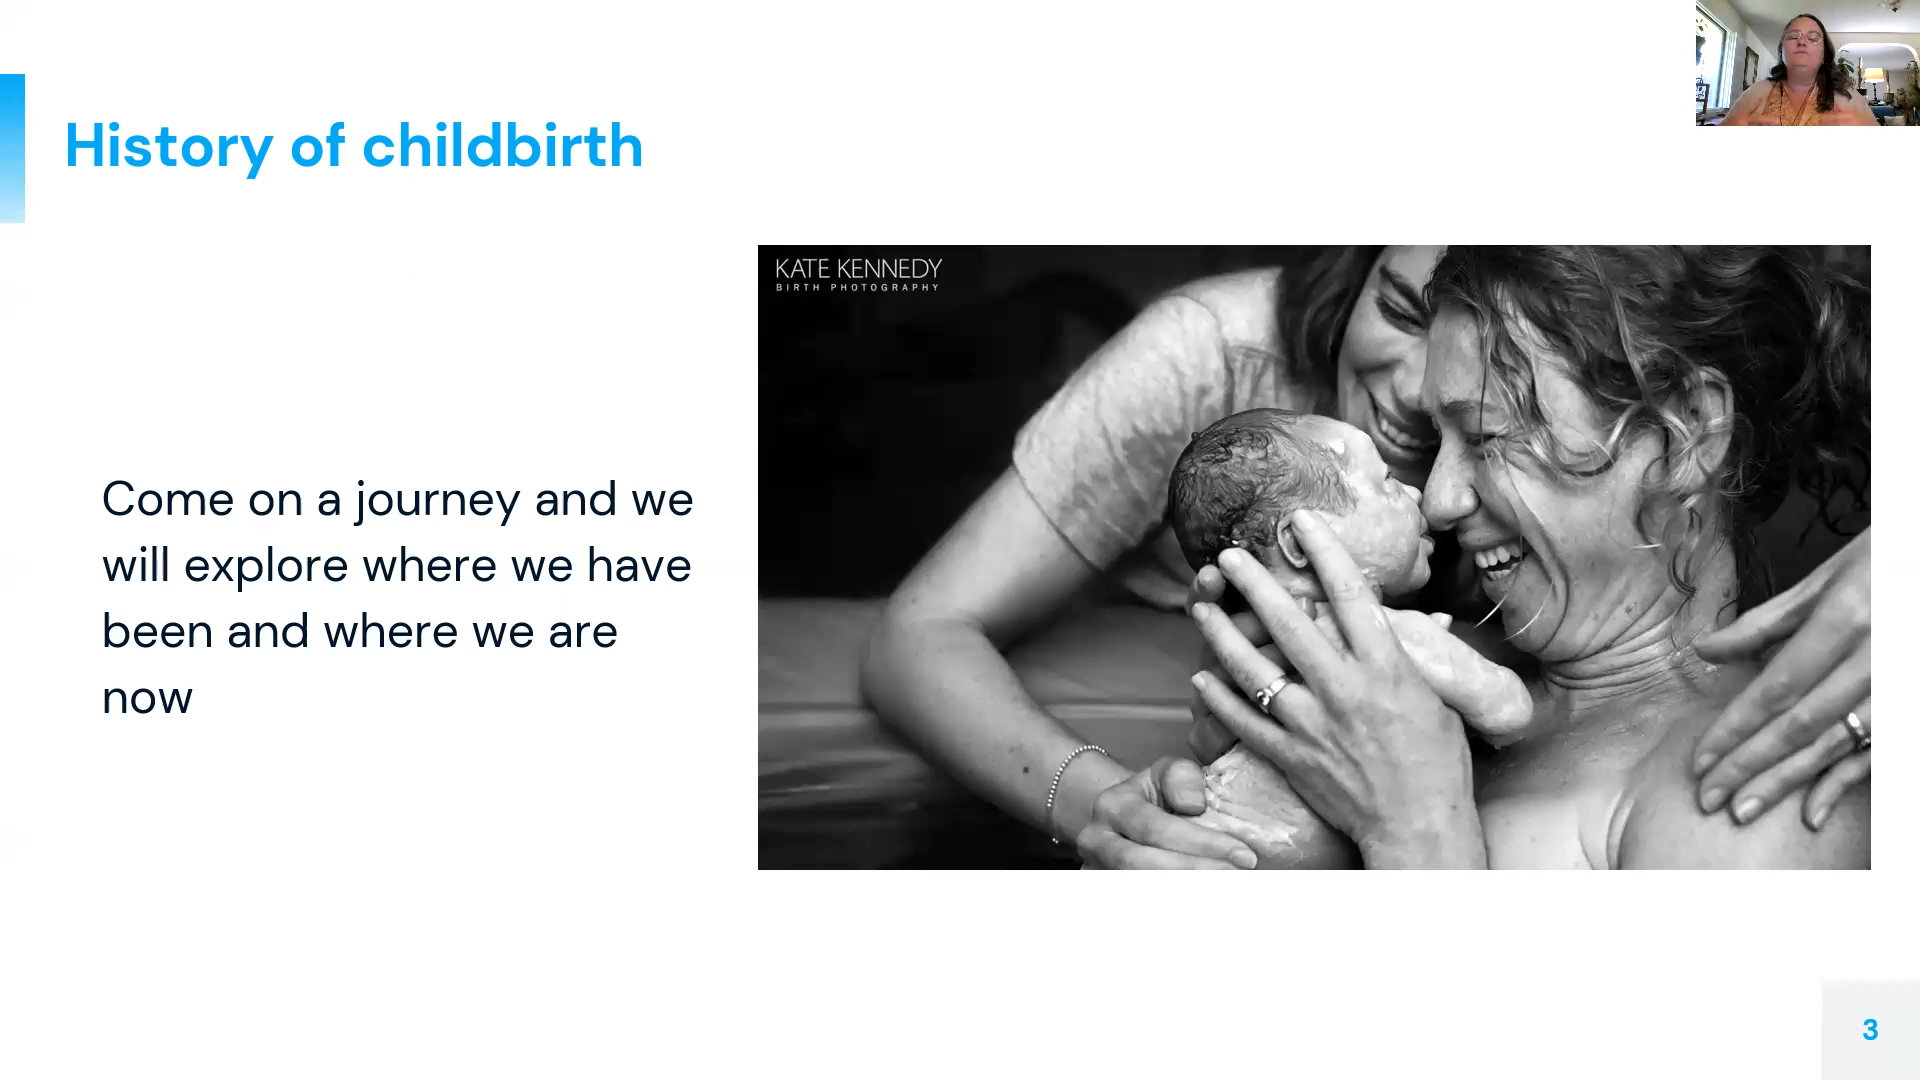 History of childbirth
Come on a journey and we
will explore where we have
been and where we are
now
KATE KENNEDY
BIRTH PHOTOGRAPHY
3